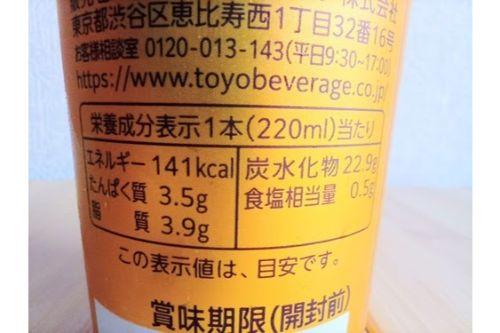 株式会社
東京都渋谷区恵比寿西1丁目32番16号
お客様相談室 0120-013-143(平日9:30~17:00)
https://www.toyobeverage.co.jp/
栄養成分表示1本(220ml)当たり
エネルギー 141kcal
たんぱく質 3.5g
脂質 3.9g
炭水化物 22.9g
食塩相当量 0.5g
この表示値は、目安です。
賞味期限(開封前)